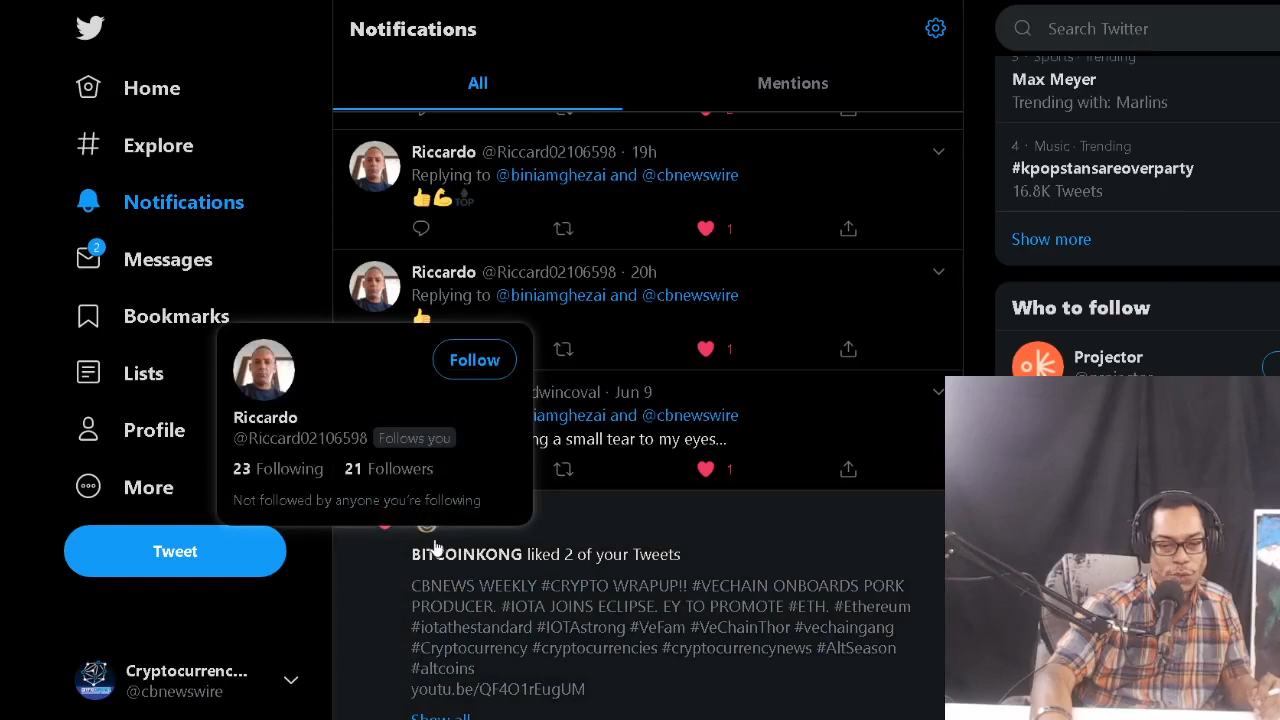 Home
Explore
Notifications
2
Messages
Bookmarks
Lists
Profile
More
Tweet
Cryptocurrenc...
@cbnewswire
Notifications
All
Mentions
Riccardo @Riccard02106598 · 19h
Replying to @biniamghezai and @cbnewswire
👍💪🔝
1
Riccardo @Riccard02106598 · 20h
Replying to @biniamghezai and @cbnewswire
👍
1
dwincoval · Jun 9
iamghezai and @cbnewswire
ng a small tear to my eyes...
1
Follow
Riccardo
@Riccard02106598 Follows you
23 Following 21 Followers
Not followed by anyone you're following
BITCOINKONG liked 2 of your Tweets
CBNEWS WEEKLY #CRYPTO WRAPUP!! #VECHAIN ONBOARDS PORK
PRODUCER. #IOTA JOINS ECLIPSE. EY TO PROMOTE #ETH. #Ethereum
#iotathestandard #IOTAstrong #VeFam #VeChainThor #vechaingang
#Cryptocurrency #cryptocurrencies #cryptocurrencynews #AltSeason
#altcoins
youtu.be/QF4O1rEugUM
Show all
Search Twitter
3 · Sports · Trending
Max Meyer
Trending with: Marlins
4 · Music · Trending
#kpopstansareoverparty
16.8K Tweets
Show more
Who to follow
Projector